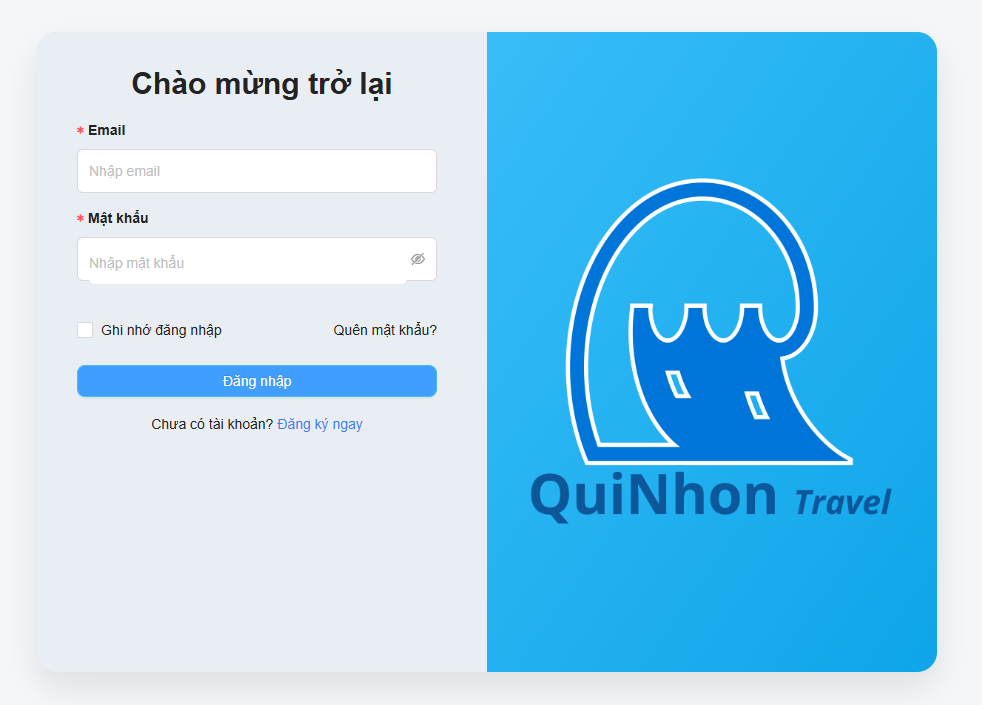 Chào mừng trở lại
* Email
Nhập email
* Mật khẩu
Nhập mật khẩu
Ghi nhớ đăng nhập
Quên mật khẩu?
Đăng nhập
Chưa có tài khoản? Đăng ký ngay
QuiNhon Travel